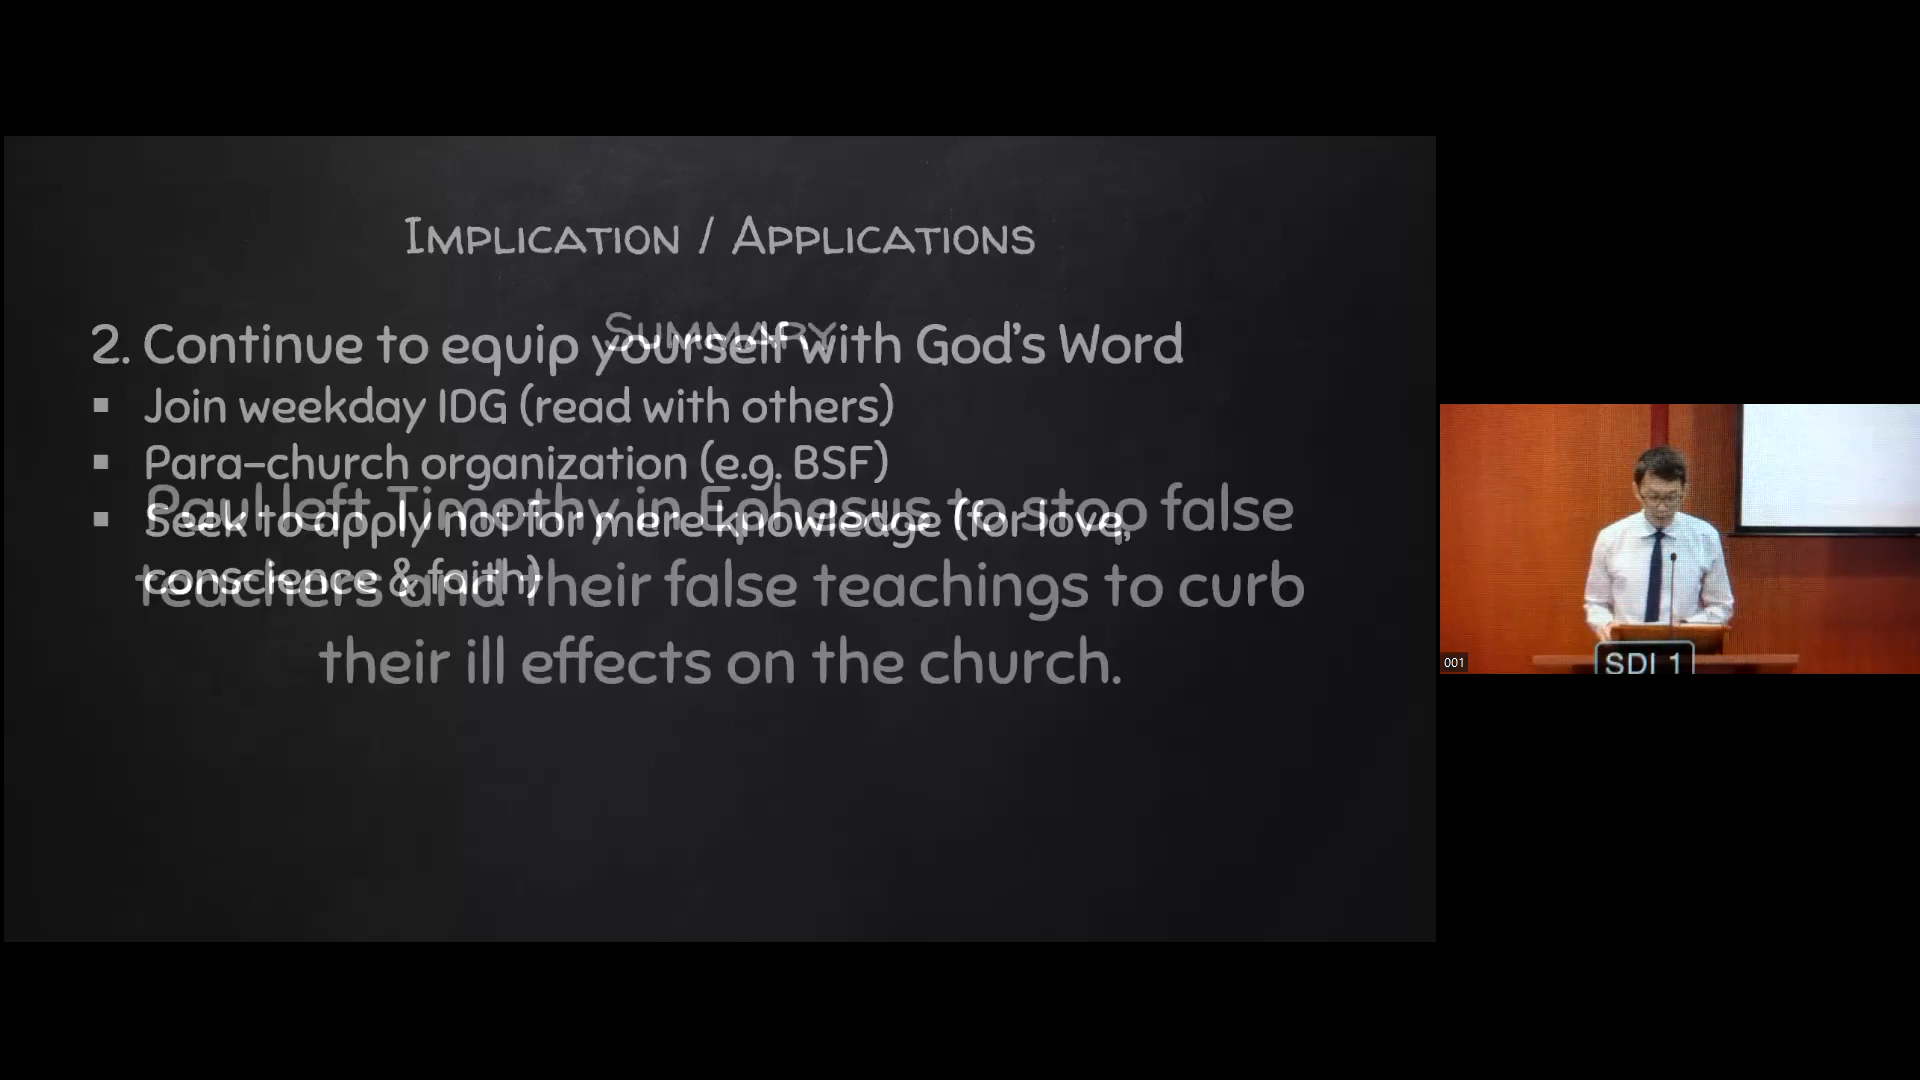 Implication / Applications
2. Continue to equip yourself with God's Word
▪ Join weekday IDG (read with others)
▪ Para-church organization (e.g. BSF)
▪ Seek to apply not for mere knowledge (for love,
conscience & faith)
Summary
Paul left Timothy in Ephesus to stop false
teachers and their false teachings to curb
their ill effects on the church.
SDI 1
001